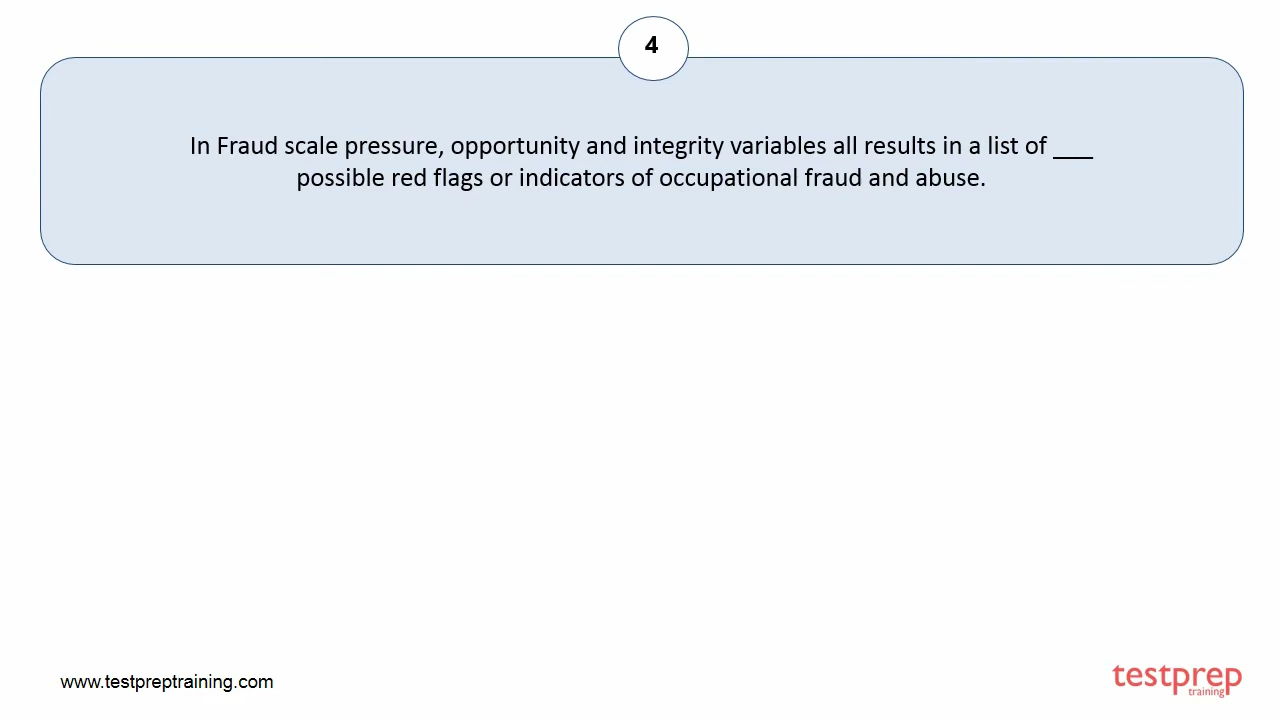 4
In Fraud scale pressure, opportunity and integrity variables all results in a list of ___
possible red flags or indicators of occupational fraud and abuse.
www.testpreptraining.com
testprep
training